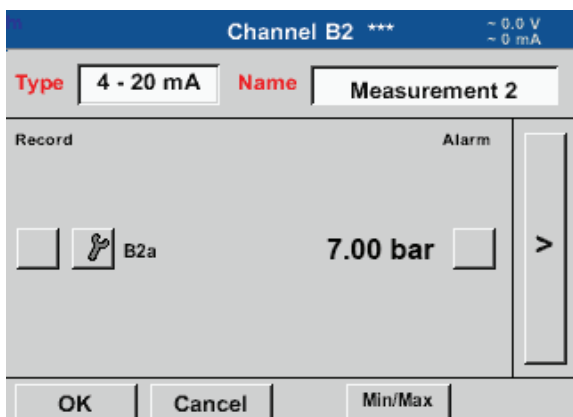 Channel B2 ***
~ 0.0 V
~ 0 mA
Type 4 - 20 mA Name Measurement 2
Record Alarm
B2a 7.00 bar >
OK Cancel Min/Max